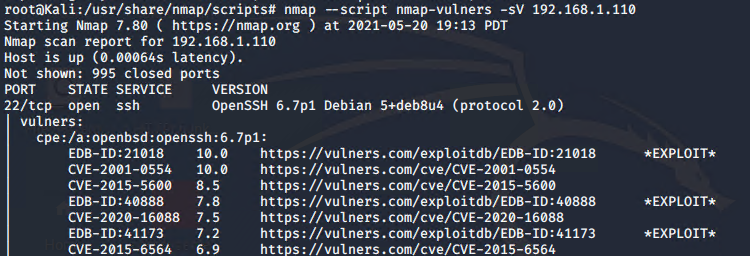 root@Kali:/usr/share/nmap/scripts# nmap --script nmap-vulners -sV 192.168.1.110
Starting Nmap 7.80 ( https://nmap.org ) at 2021-05-20 19:13 PDT
Nmap scan report for 192.168.1.110
Host is up (0.00064s latency).
Not shown: 995 closed ports
PORT STATE SERVICE VERSION
22/tcp open ssh OpenSSH 6.7p1 Debian 5+deb8u4 (protocol 2.0)
| vulners:
| cpe:/a:openbsd:openssh:6.7p1:
| EDB-ID:21018 10.0 https://vulners.com/exploitdb/EDB-ID:21018 *EXPLOIT*
| CVE-2001-0554 10.0 https://vulners.com/cve/CVE-2001-0554
| CVE-2015-5600 8.5 https://vulners.com/cve/CVE-2015-5600
| EDB-ID:40888 7.8 https://vulners.com/exploitdb/EDB-ID:40888 *EXPLOIT*
| CVE-2020-16088 7.5 https://vulners.com/cve/CVE-2020-16088
| EDB-ID:41173 7.2 https://vulners.com/exploitdb/EDB-ID:41173 *EXPLOIT*
| CVE-2015-6564 6.9 https://vulners.com/cve/CVE-2015-6564